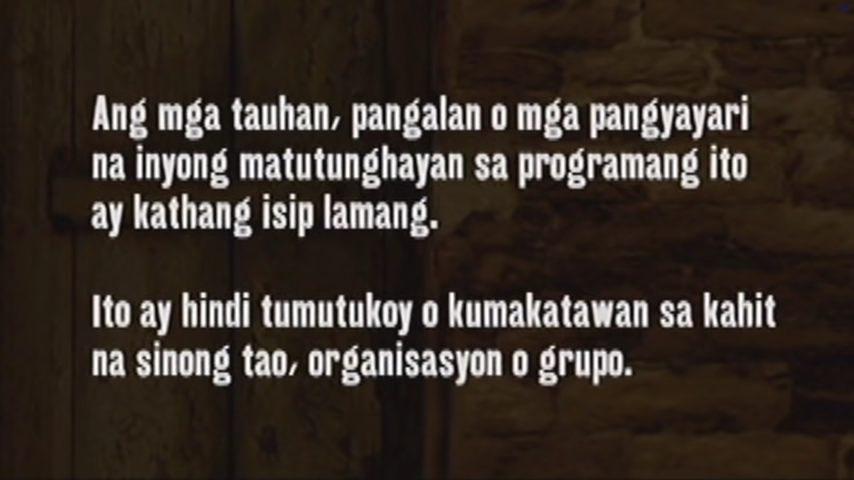 Ang mga tauhan, pangalan o mga pangyayari
na inyong matutunghayan sa programang ito
ay kathang isip lamang.
Ito ay hindi tumutukoy o kumakatawan sa kahit
na sinong tao, organisasyon o grupo.